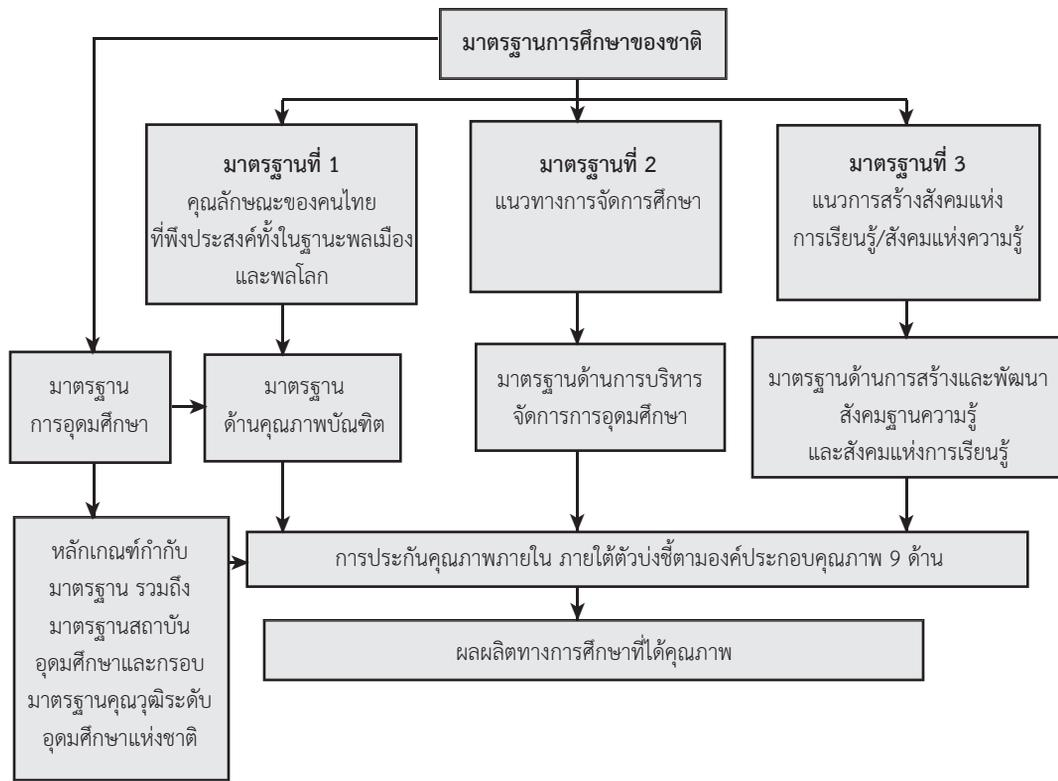 มาตรฐานการศึกษาของชาติ
มาตรฐานที่ 1
คุณลักษณะของคนไทย
ที่พึงประสงค์ทั้งในฐานะพลเมือง
และพลโลก
มาตรฐานที่ 2
แนวทางการจัดการศึกษา
มาตรฐานที่ 3
แนวการสร้างสังคมแห่ง
การเรียนรู้/สังคมแห่งความรู้
มาตรฐาน
การอุดมศึกษา
มาตรฐาน
ด้านคุณภาพบัณฑิต
มาตรฐานด้านการบริหาร
จัดการการอุดมศึกษา
มาตรฐานด้านการสร้างและพัฒนา
สังคมฐานความรู้
และสังคมแห่งการเรียนรู้
หลักเกณฑ์กำกับ
มาตรฐาน รวมถึง
มาตรฐานสถาบัน
อุดมศึกษาและกรอบ
มาตรฐานคุณวุฒิระดับ
อุดมศึกษาแห่งชาติ
การประกันคุณภาพภายใน ภายใต้ตัวบ่งชี้ตามองค์ประกอบคุณภาพ 9 ด้าน
ผลผลิตทางการศึกษาที่ได้คุณภาพ